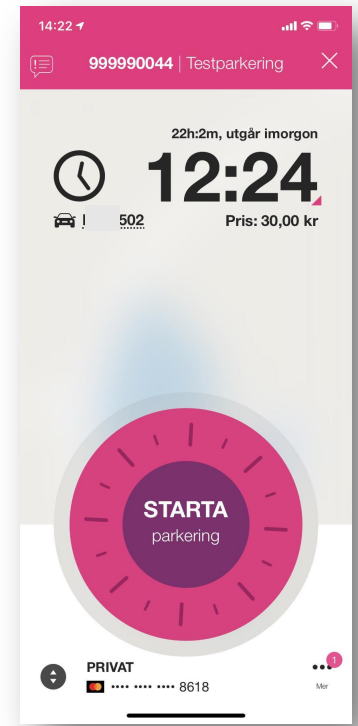 14:22
999990044 | Testparkering
22h:2m, utgår imorgon
12:24
502
Pris: 30,00 kr
STARTA
parkering
PRIVAT
•••• •••• •••• 8618
1
Mer